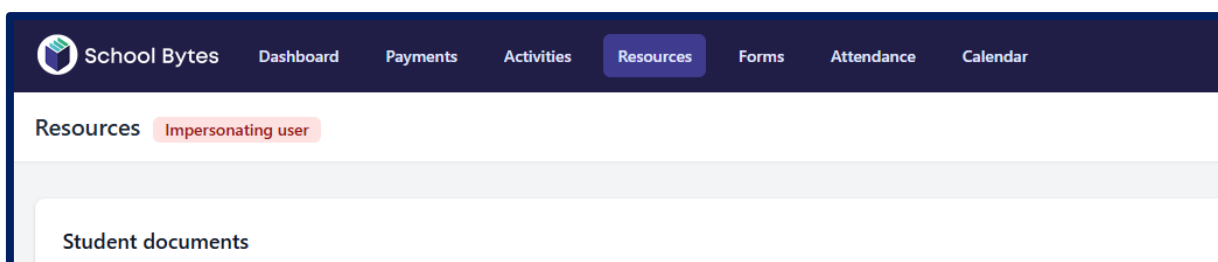 School Bytes Dashboard Payments Activities Resources Forms Attendance Calendar
Resources Impersonating user
Student documents